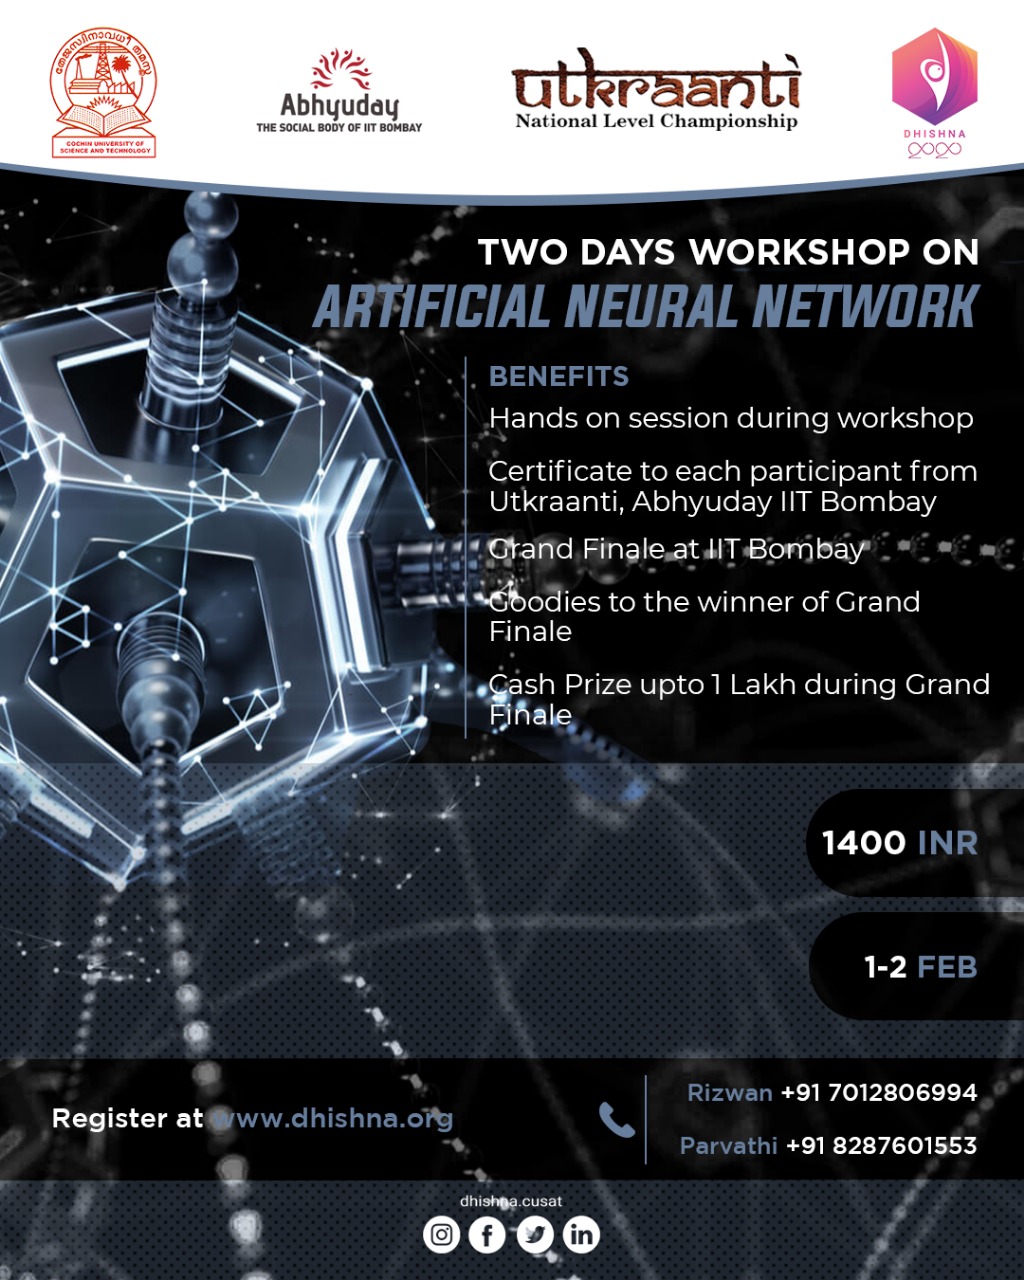 തേജസ്വിനാവധീതമസ്തു
COCHIN UNIVERSITY OF
SCIENCE AND TECHNOLOGY
Abhyuday
THE SOCIAL BODY OF IIT BOMBAY
utkraanti
National Level Championship
DHISHNA
2020
TWO DAYS WORKSHOP ON
ARTIFICIAL NEURAL NETWORK
BENEFITS
Hands on session during workshop
Certificate to each participant from
Utkraanti, Abhyuday IIT Bombay
Grand Finale at IIT Bombay
Goodies to the winner of Grand
Finale
Cash Prize upto 1 Lakh during Grand
Finale
1400 INR
1-2 FEB
Register at www.dhishna.org
Rizwan +91 7012806994
Parvathi +91 8287601553
dhishna.cusat